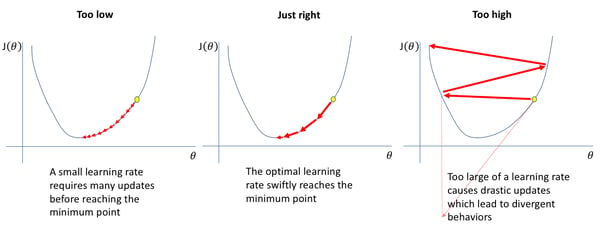 Too low
J(θ)
θ
A small learning rate
requires many updates
before reaching the
minimum point
Just right
J(θ)
θ
The optimal learning
rate swiftly reaches the
minimum point
Too high
J(θ)
θ
Too large of a learning rate
causes drastic updates
which lead to divergent
behaviors